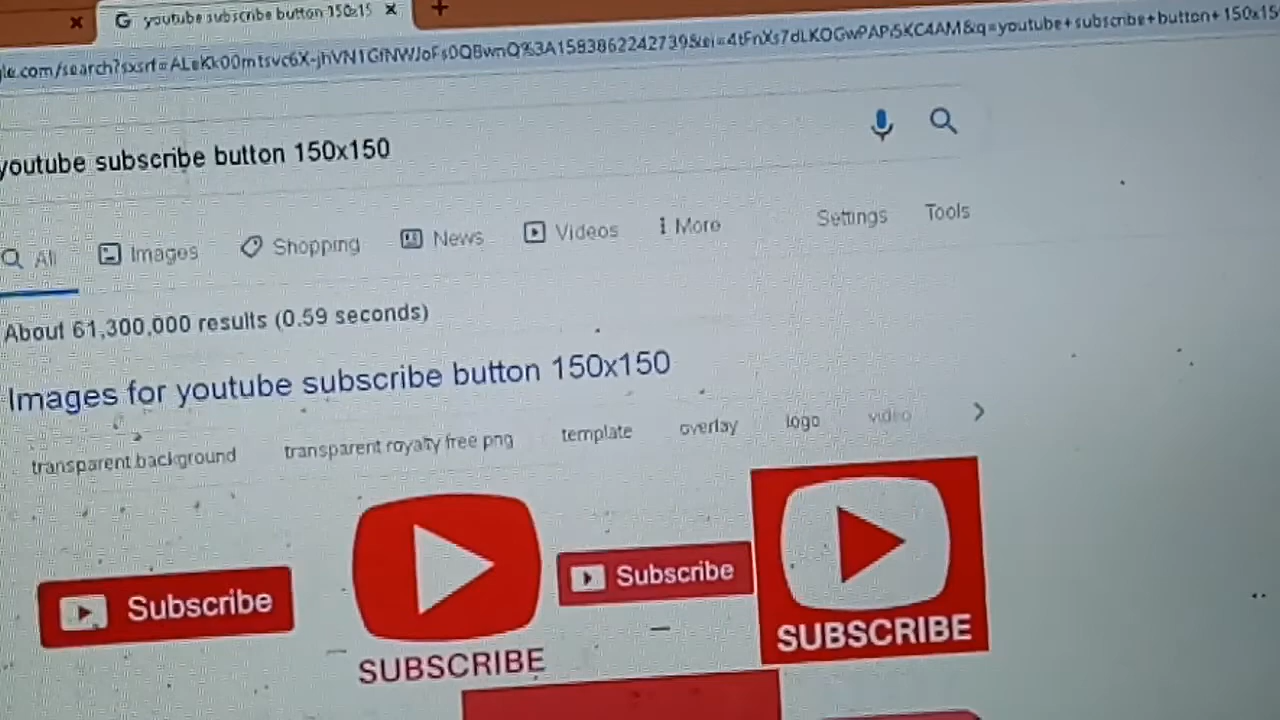 youtube subscribe button 150x15
youtube subscribe button 150x150
All Images Shopping News Videos More Settings Tools
About 61,300,000 results (0.59 seconds)
Images for youtube subscribe button 150x150
transparent background transparent royalty free png template overlay logo video
Subscribe
SUBSCRIBE
Subscribe
SUBSCRIBE